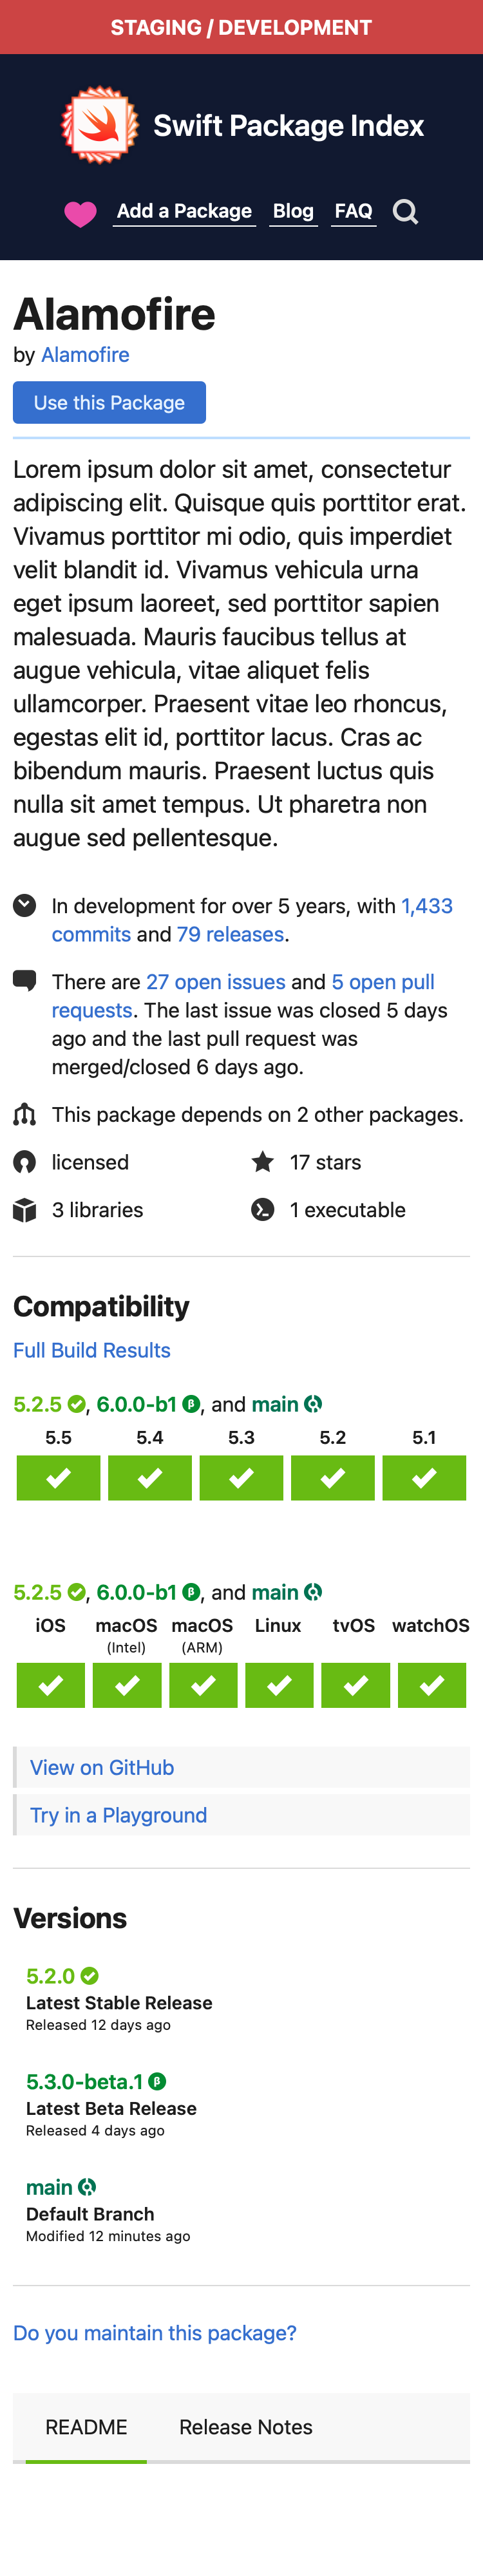 STAGING / DEVELOPMENT
Swift Package Index
Add a Package Blog FAQ
Alamofire
by Alamofire
Use this Package
Lorem ipsum dolor sit amet, consectetur
adipiscing elit. Quisque quis porttitor erat.
Vivamus porttitor mi odio, quis imperdiet
velit blandit id. Vivamus vehicula urna
eget ipsum laoreet, sed porttitor sapien
malesuada. Mauris faucibus tellus at
augue vehicula, vitae aliquet felis
ullamcorper. Praesent vitae leo rhoncus,
egestas elit id, porttitor lacus. Cras ac
bibendum mauris. Praesent luctus quis
nulla sit amet tempus. Ut pharetra non
augue sed pellentesque.
In development for over 5 years, with 1,433
commits and 79 releases.
There are 27 open issues and 5 open pull
requests. The last issue was closed 5 days
ago and the last pull request was
merged/closed 6 days ago.
This package depends on 2 other packages.
licensed 17 stars
3 libraries 1 executable
Compatibility
Full Build Results
5.2.5, 6.0.0-b1 β, and main
5.5 5.4 5.3 5.2 5.1
5.2.5, 6.0.0-b1 β, and main
iOS macOS macOS Linux tvOS watchOS
(Intel) (ARM)
View on GitHub
Try in a Playground
Versions
5.2.0
Latest Stable Release
Released 12 days ago
5.3.0-beta.1 β
Latest Beta Release
Released 4 days ago
main
Default Branch
Modified 12 minutes ago
Do you maintain this package?
README Release Notes